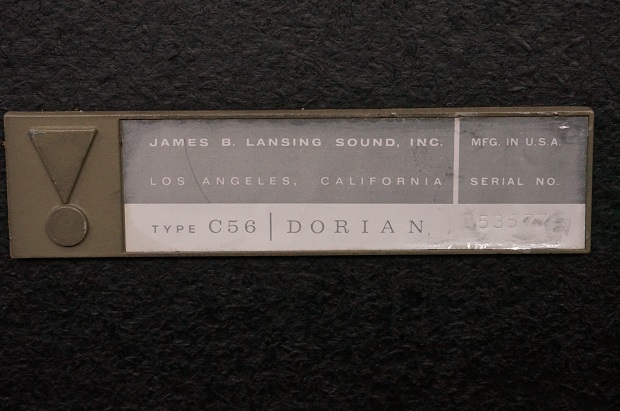 JAMES B. LANSING SOUND, INC.
LOS ANGELES, CALIFORNIA
MFG. IN U.S.A.
SERIAL NO.
TYPE C56 | DORIAN